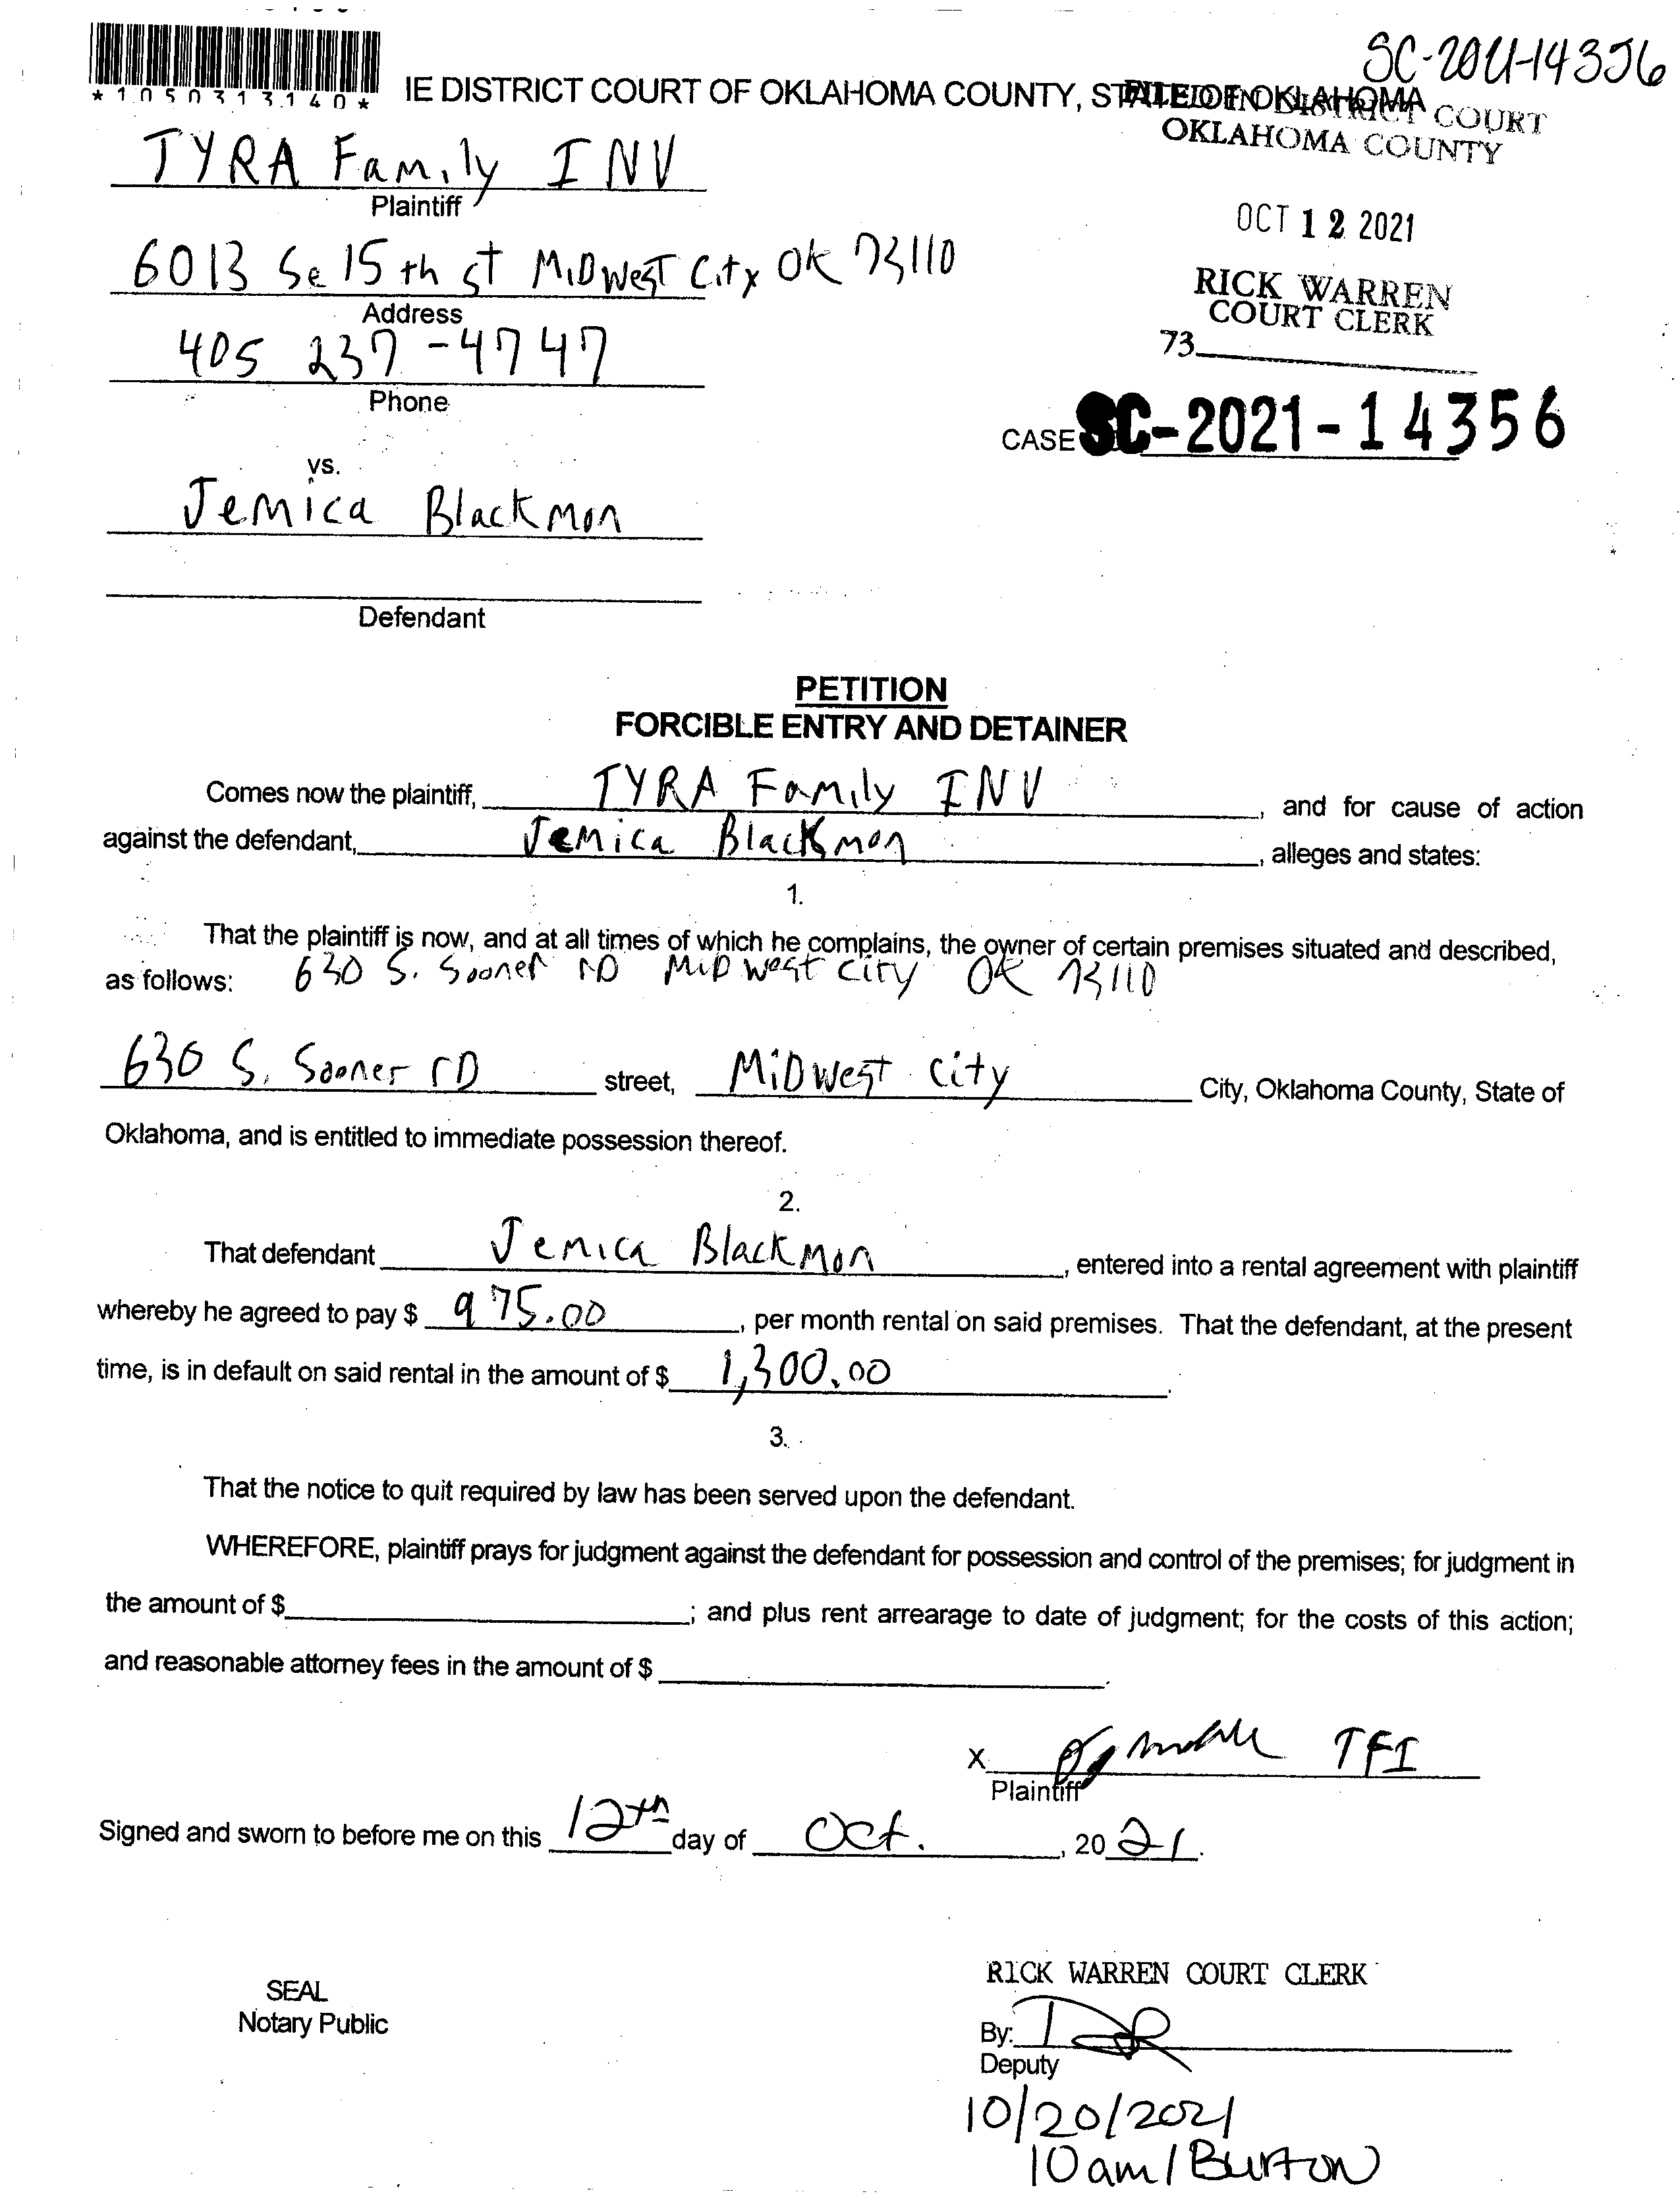 SC-2021-14356
*1050313140*
IE DISTRICT COURT OF OKLAHOMA COUNTY, STATE OF OKLAHOMA
FILED IN DISTRICT COURT
OKLAHOMA COUNTY
TYRA Family INV
Plaintiff
OCT 12 2021
6013 Se 15th st MiDwest City OK 73110
Address
RICK WARREN
COURT CLERK
405 237-4747
Phone
73
CASE SC-2021-14356
vs.
Jemica Blackmon
Defendant
PETITION
FORCIBLE ENTRY AND DETAINER
Comes now the plaintiff, TYRA Family INV, and for cause of action
against the defendant, Jemica Blackmon, alleges and states:
1.
That the plaintiff is now, and at all times of which he complains, the owner of certain premises situated and described,
as follows: 630 S. Sooner rD MiD west city OK 73110
630 S. Sooner rD street, MiDwest City City, Oklahoma County, State of
Oklahoma, and is entitled to immediate possession thereof.
2.
That defendant Jemica Blackmon, entered into a rental agreement with plaintiff
whereby he agreed to pay $ 975.00, per month rental on said premises. That the defendant, at the present
time, is in default on said rental in the amount of $ 1,300.00.
3.
That the notice to quit required by law has been served upon the defendant.
WHEREFORE, plaintiff prays for judgment against the defendant for possession and control of the premises; for judgment in
the amount of $ ; and plus rent arrearage to date of judgment; for the costs of this action;
and reasonable attorney fees in the amount of $ .
X TFI
Plaintiff
Signed and sworn to before me on this 12th day of Oct., 2021.
SEAL
Notary Public
RICK WARREN COURT CLERK
By:
Deputy
10/20/2021
10am/Burton